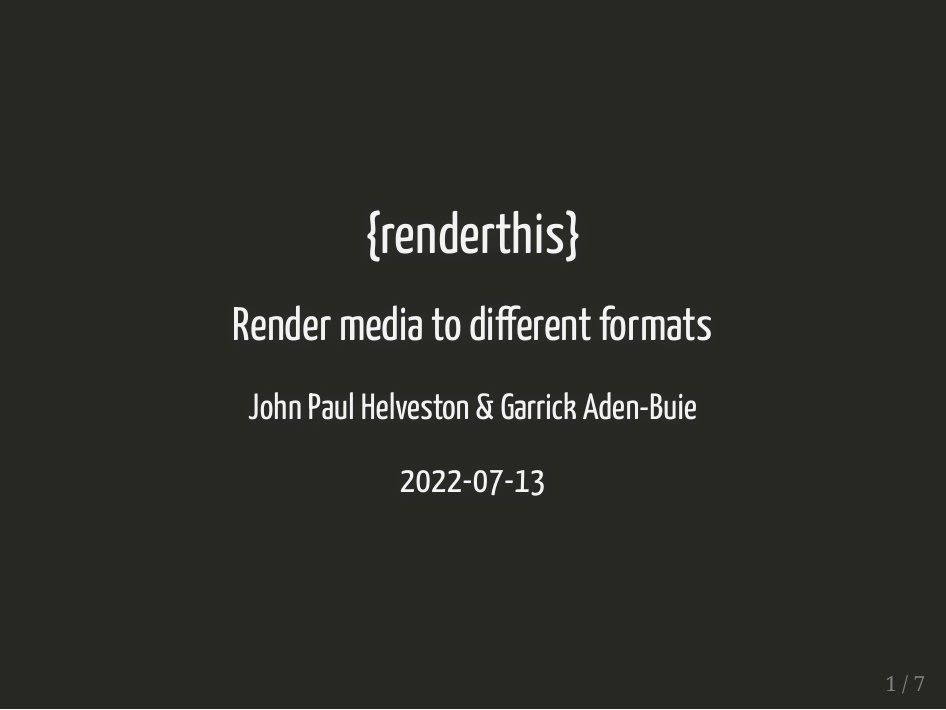 {renderthis}
Render media to different formats
John Paul Helveston & Garrick Aden-Buie
2022-07-13
1 / 7